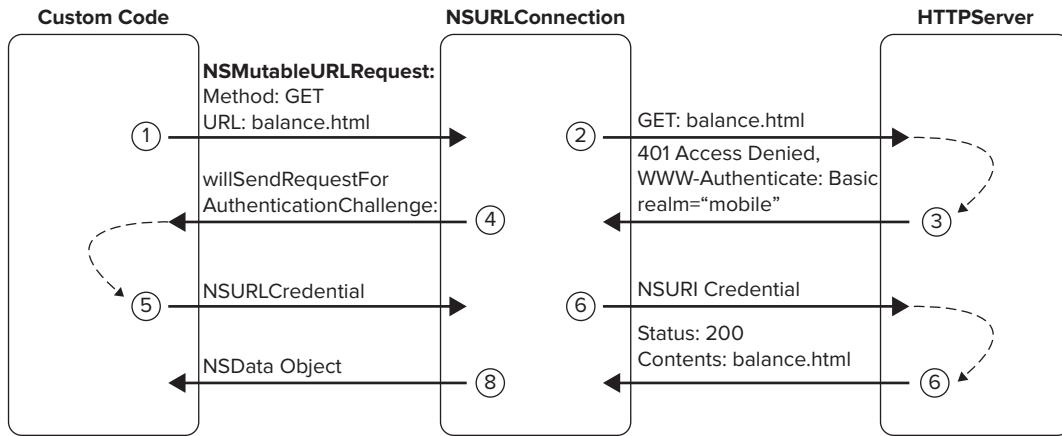 Custom Code
NSURLConnection
HTTPServer
NSMutableURLRequest:
Method: GET
URL: balance.html
1
2
GET: balance.html
401 Access Denied,
WWW-Authenticate: Basic
realm=“mobile”
3
willSendRequestFor
AuthenticationChallenge:
4
5
NSURLCredential
6
NSURI Credential
Status: 200
Contents: balance.html
6
NSData Object
8